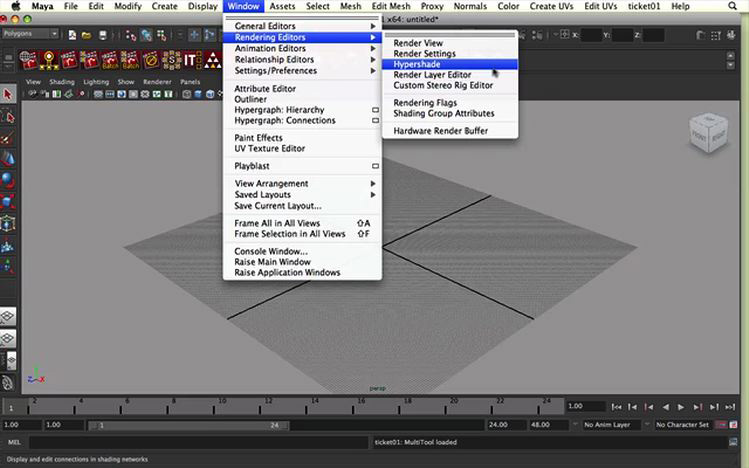 Maya File Edit Modify Create Display Window Assets Select Mesh Edit Mesh Proxy Normals Color Create UVs Edit UVs ticket01 Help
x64: untitled*
Polygons
IT
Batch Batch Batch
View Shading Lighting Show Renderer Panels
General Editors
Rendering Editors
Animation Editors
Relationship Editors
Settings/Preferences
Attribute Editor
Outliner
Hypergraph: Hierarchy
Hypergraph: Connections
Paint Effects
UV Texture Editor
Playblast
View Arrangement
Saved Layouts
Save Current Layout...
Frame All in All Views ⇧A
Frame Selection in All Views ⇧F
Console Window...
Raise Main Window
Raise Application Windows
Render View
Render Settings
Hypershade
Render Layer Editor
Custom Stereo Rig Editor
Rendering Flags
Shading Group Attributes
Hardware Render Buffer
FRONT RIGHT
persp
1 2 4 6 8 10 12 14 16 18 20 22 24 1.00
1.00 1.00 1 24 24.00 48.00 No Anim Layer No Character Set
MEL ticket01: MultiTool loaded
Display and edit connections in shading networks